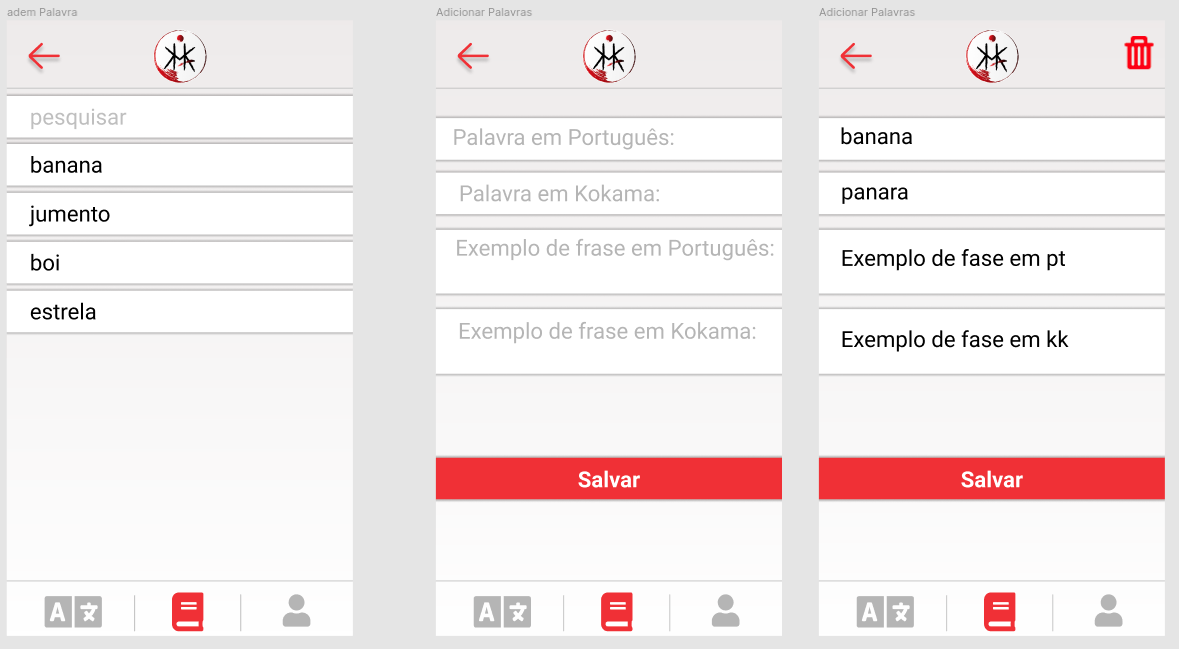 adem Palavra
pesquisar
banana
jumento
boi
estrela
Adicionar Palavras
Palavra em Português:
Palavra em Kokama:
Exemplo de frase em Português:
Exemplo de frase em Kokama:
Salvar
A 文
Adicionar Palavras
banana
panara
Exemplo de fase em pt
Exemplo de fase em kk
Salvar
A 文